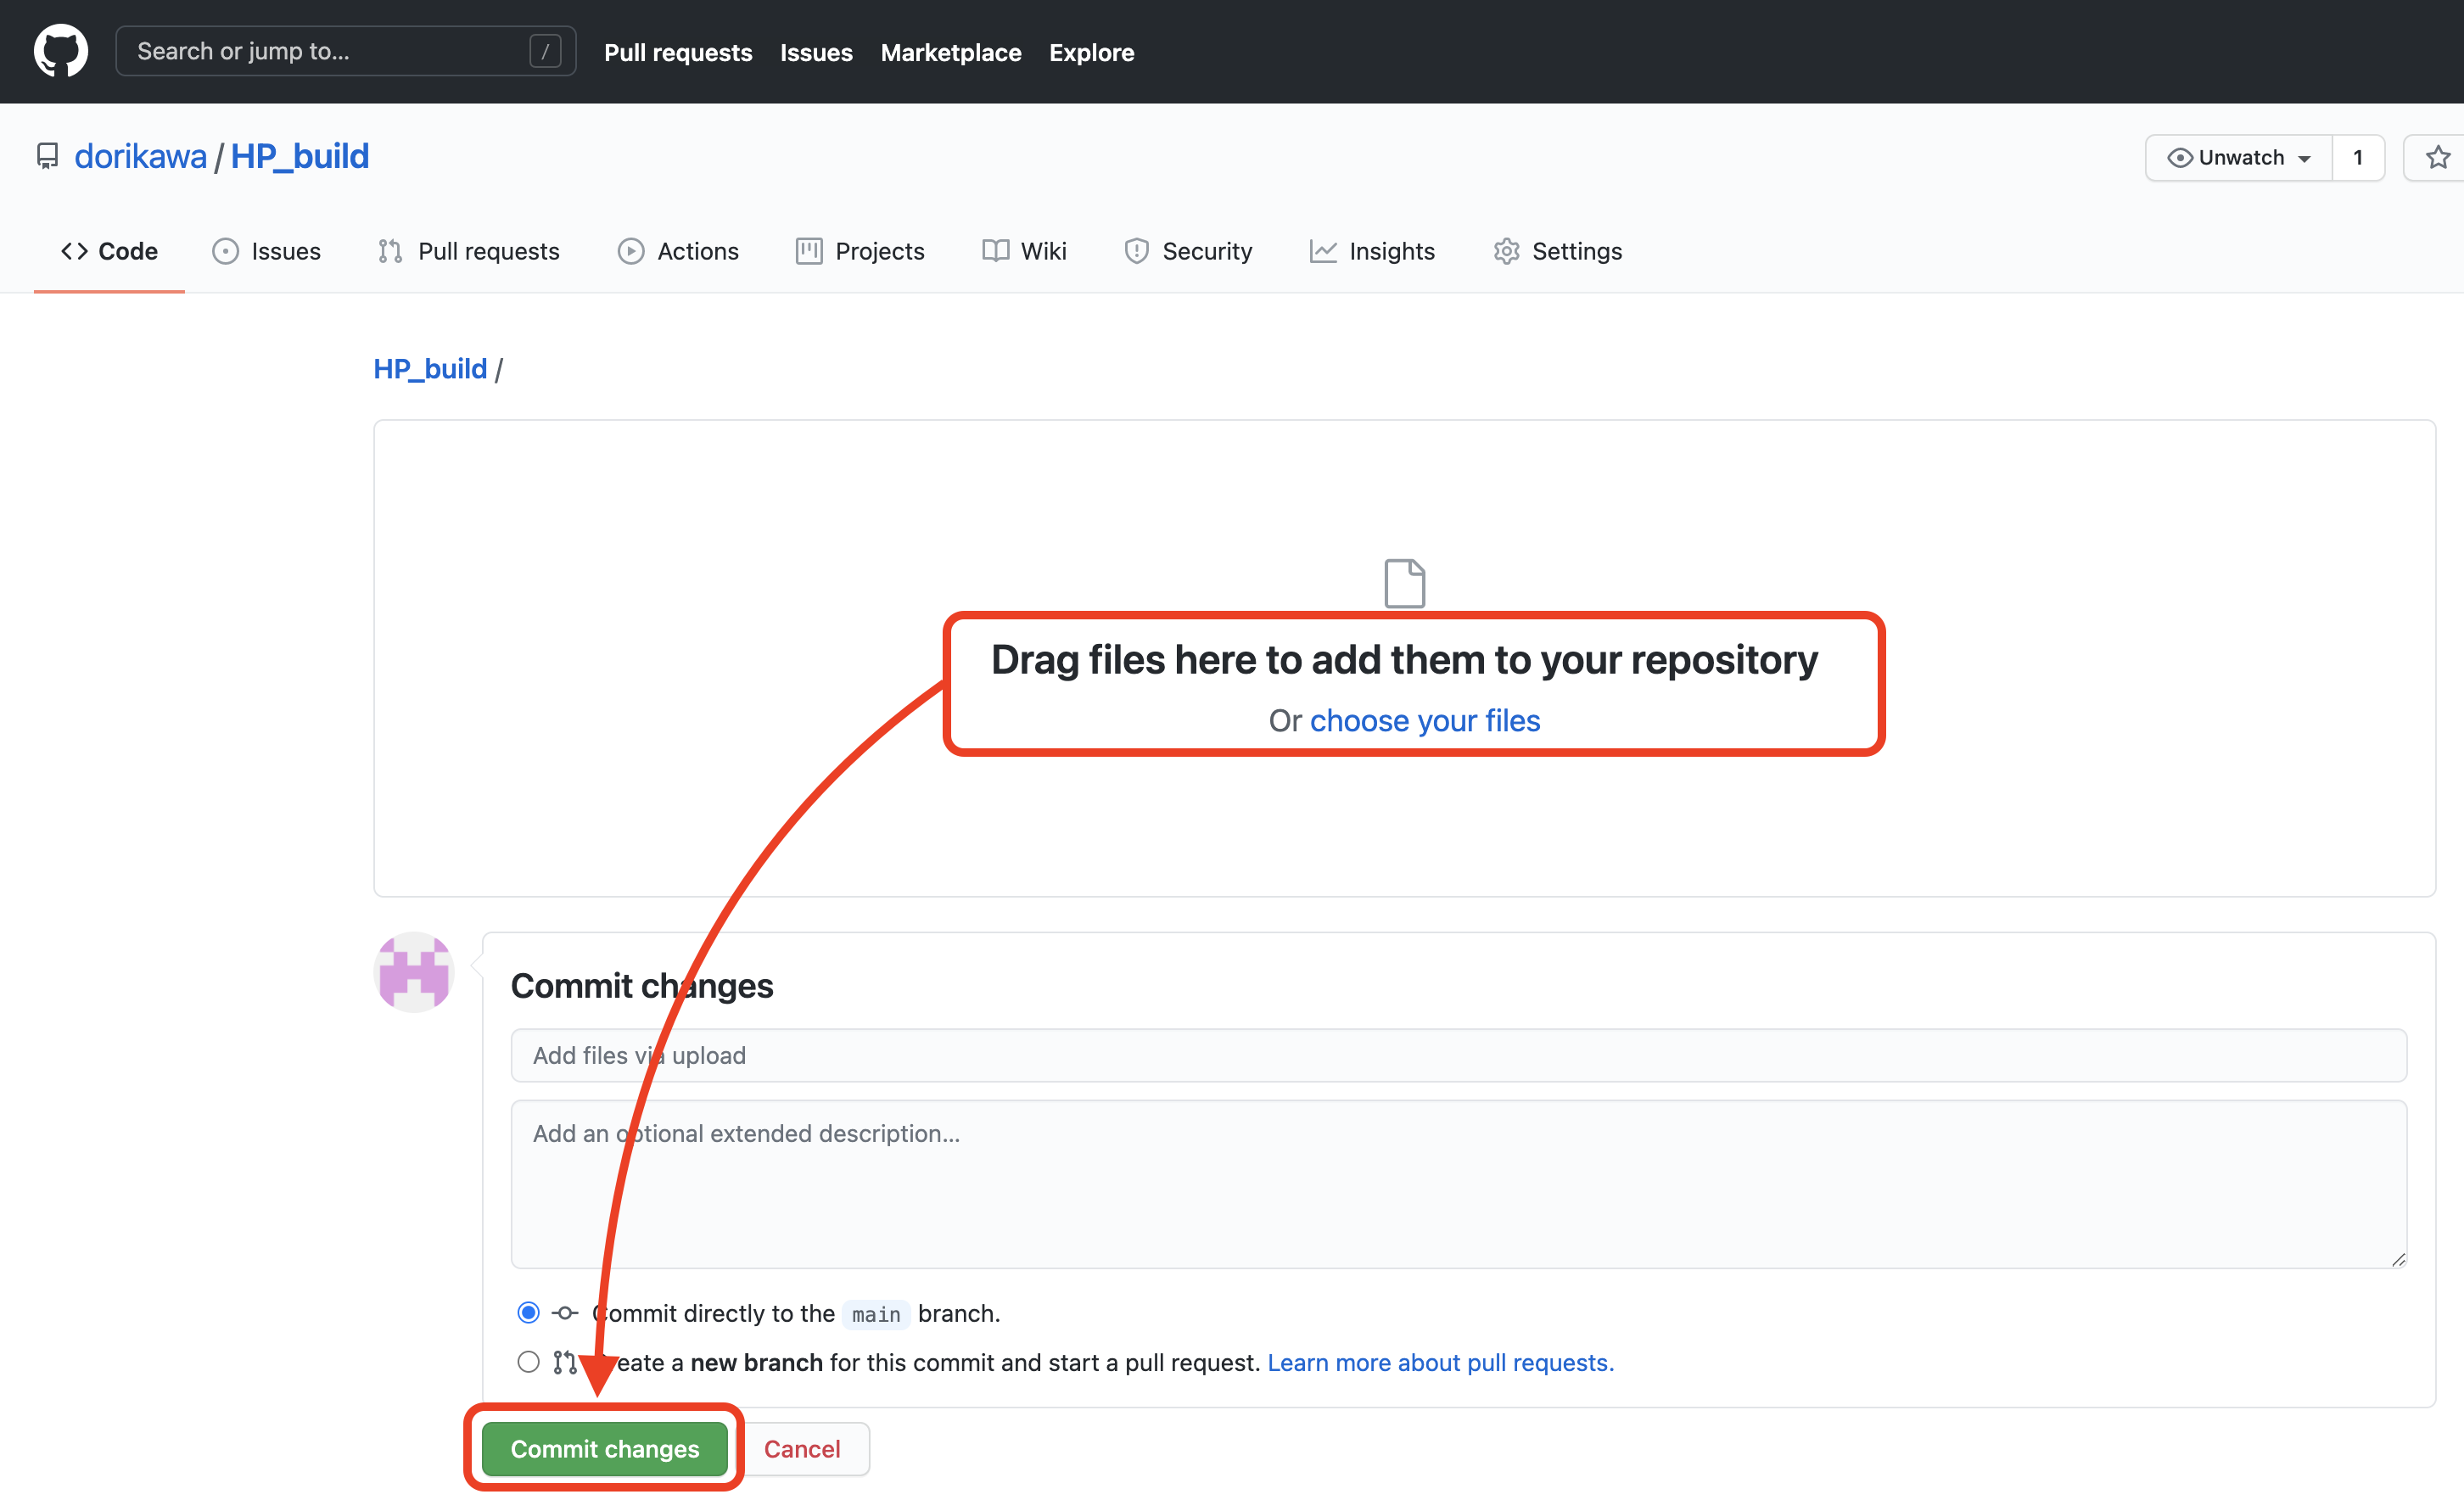 Search or jump to... /
Pull requests Issues Marketplace Explore
dorikawa / HP_build
Unwatch 1
Code Issues Pull requests Actions Projects Wiki Security Insights Settings
HP_build /
Drag files here to add them to your repository
Or choose your files
Commit changes
Add files via upload
Add an optional extended description...
Commit directly to the main branch.
Create a new branch for this commit and start a pull request. Learn more about pull requests.
Commit changes Cancel